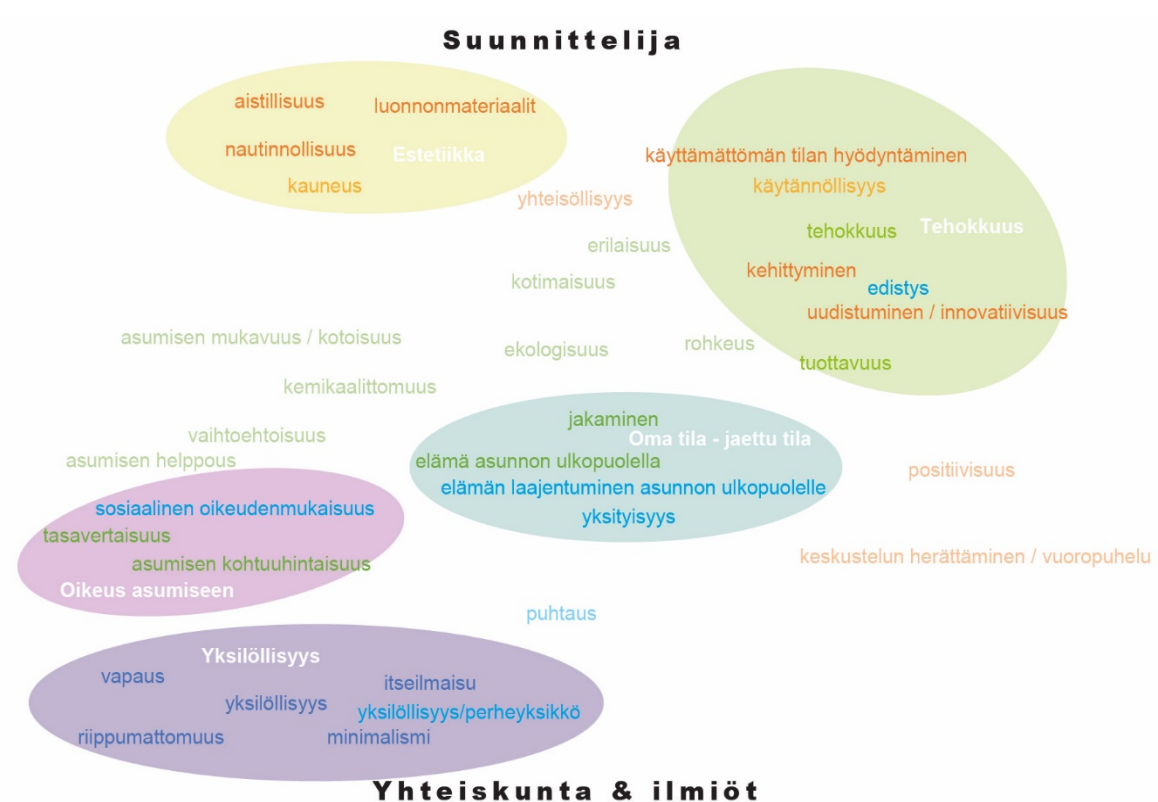 Suunnittelija
aistillisuus
luonnonmateriaalit
nautinnollisuus
Estetiikka
kauneus
käyttämättömän tilan hyödyntäminen
käytännöllisyys
yhteisöllisyys
tehokkuus
Tehokkuus
erilaisuus
kehittyminen
kotimaisuus
edistys
uudistuminen / innovatiivisuus
asumisen mukavuus / kotoisuus
ekologisuus
rohkeus
tuottavuus
kemikaalittomuus
jakaminen
Oma tila - jaettu tila
vaihtoehtoisuus
asumisen helppous
elämä asunnon ulkopuolella
positiivisuus
elämän laajentuminen asunnon ulkopuolelle
sosiaalinen oikeudenmukaisuus
yksityisyys
tasavertaisuus
asumisen kohtuuhintaisuus
keskustelun herättäminen / vuoropuhelu
Oikeus asumiseen
puhtaus
Yksilöllisyys
vapaus
itseilmaisu
yksilöllisyys
yksilöllisyys/perheyksikkö
riippumattomuus
minimalismi
Yhteiskunta & ilmiöt